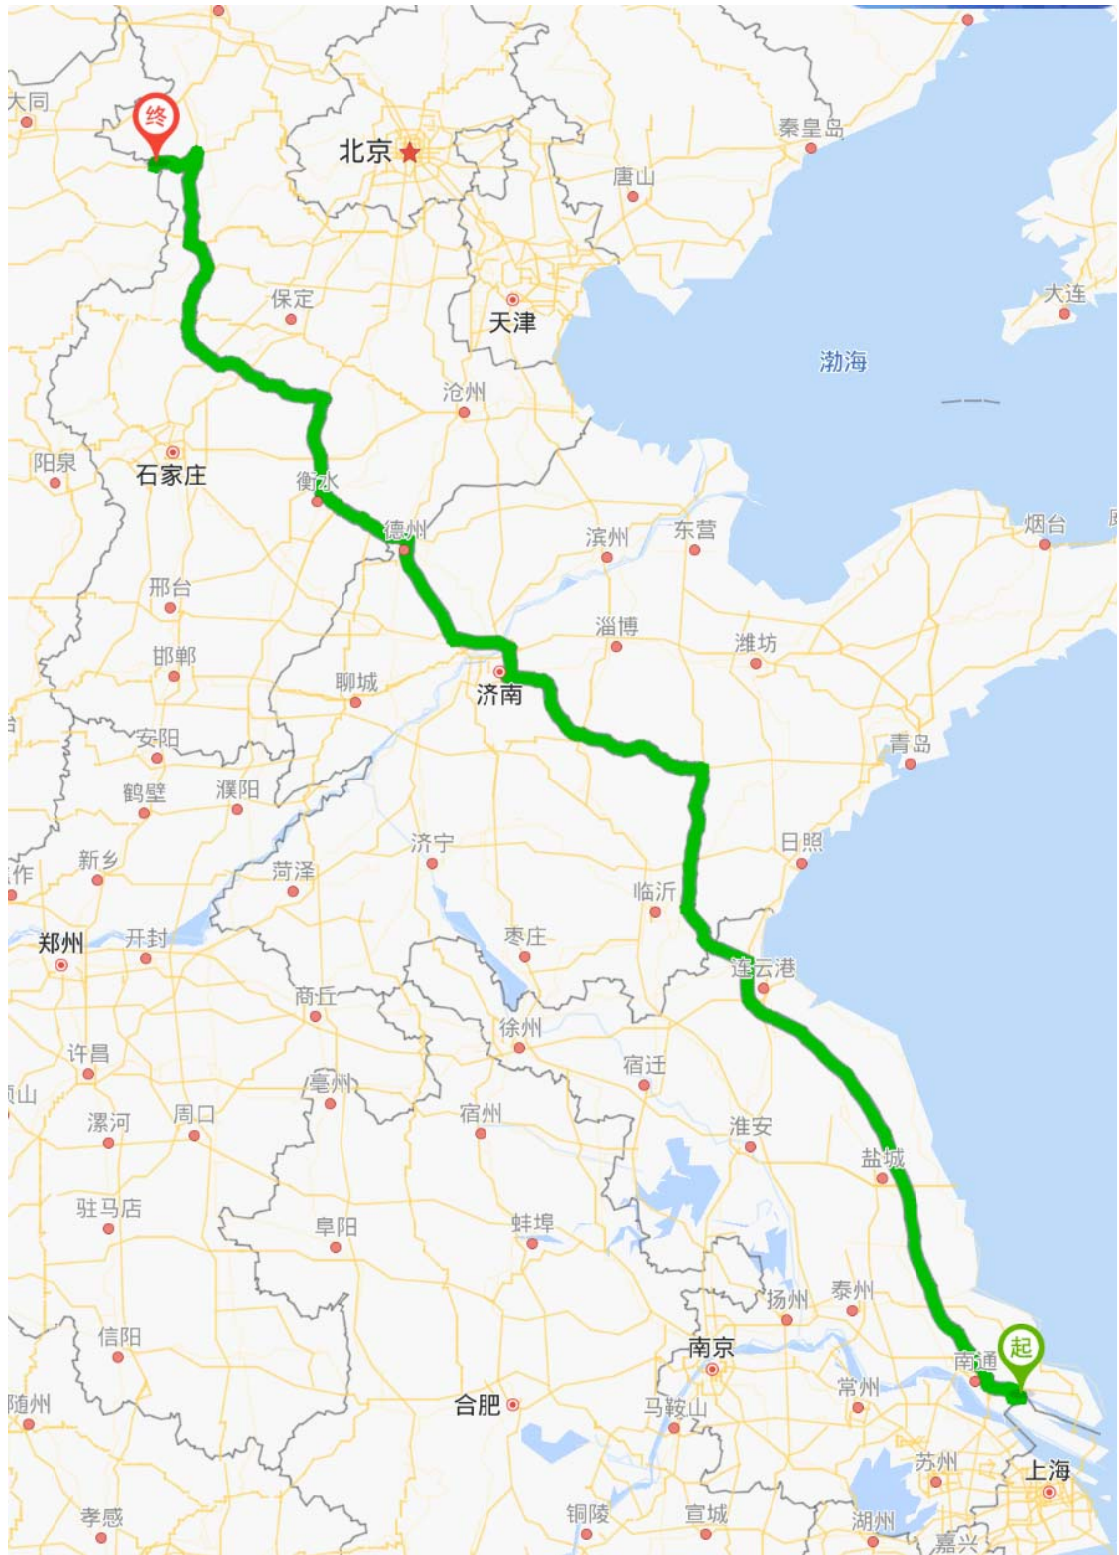 大同
终
北京
秦皇岛
唐山
大连
保定
天津
渤海
沧州
阳泉
石家庄
衡水
德州
滨州
东营
烟台
邢台
淄博
潍坊
邯郸
聊城
济南
安阳
青岛
鹤壁
濮阳
济宁
日照
新乡
菏泽
临沂
作
郑州
开封
枣庄
连云港
商丘
徐州
许昌
宿迁
亳州
山
漯河
周口
宿州
淮安
盐城
驻马店
阜阳
蚌埠
扬州
泰州
信阳
南京
南通
起
随州
合肥
马鞍山
常州
苏州
上海
孝感
铜陵
宣城
湖州
嘉兴